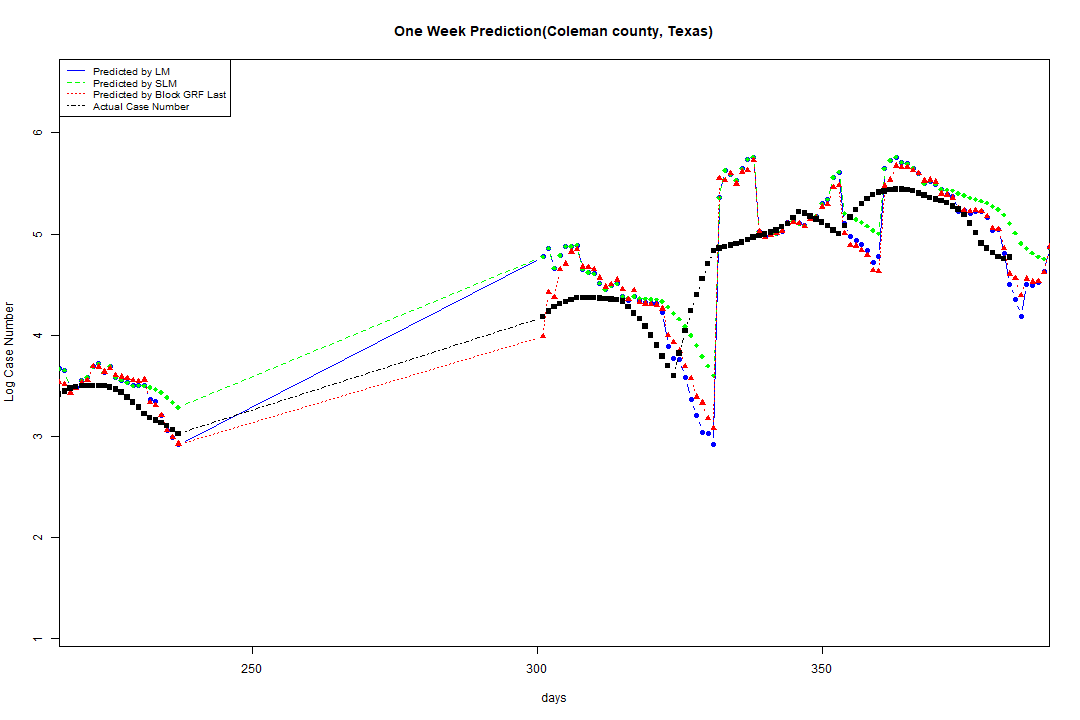 One Week Prediction(Coleman county, Texas)
Predicted by LM
Predicted by SLM
Predicted by Block GRF Last
Actual Case Number
6
5
4
3
2
1
Log Case Number
250 300 350
days